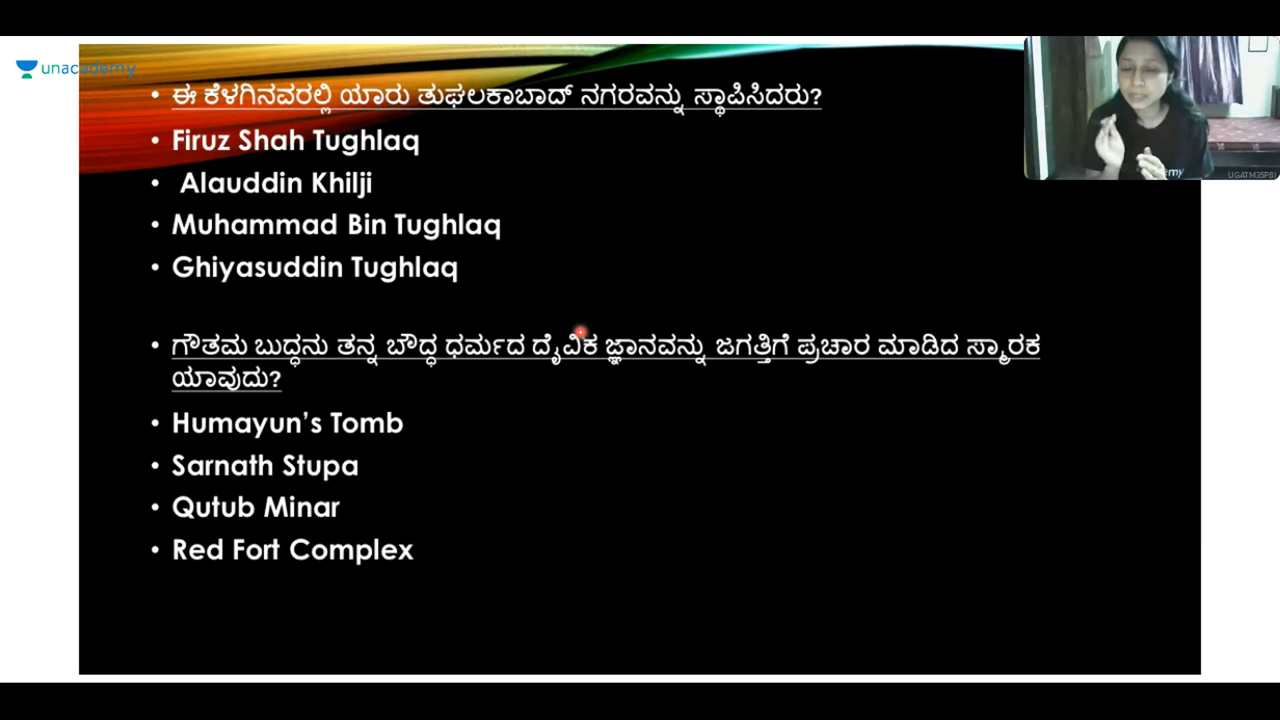 unacademy
• ಈ ಕೆಳಗಿನವರಲ್ಲಿ ಯಾರು ತುಘಲಕಾಬಾದ್ ನಗರವನ್ನು ಸ್ಥಾಪಿಸಿದರು?
• Firuz Shah Tughlaq
• Alauddin Khilji
• Muhammad Bin Tughlaq
• Ghiyasuddin Tughlaq
• ಗೌತಮ ಬುದ್ಧನು ತನ್ನ ಬೌದ್ಧ ಧರ್ಮದ ದೈವಿಕ ಜ್ಞಾನವನ್ನು ಜಗತ್ತಿಗೆ ಪ್ರಚಾರ ಮಾಡಿದ ಸ್ಮಾರಕ
ಯಾವುದು?
• Humayun’s Tomb
• Sarnath Stupa
• Qutub Minar
• Red Fort Complex